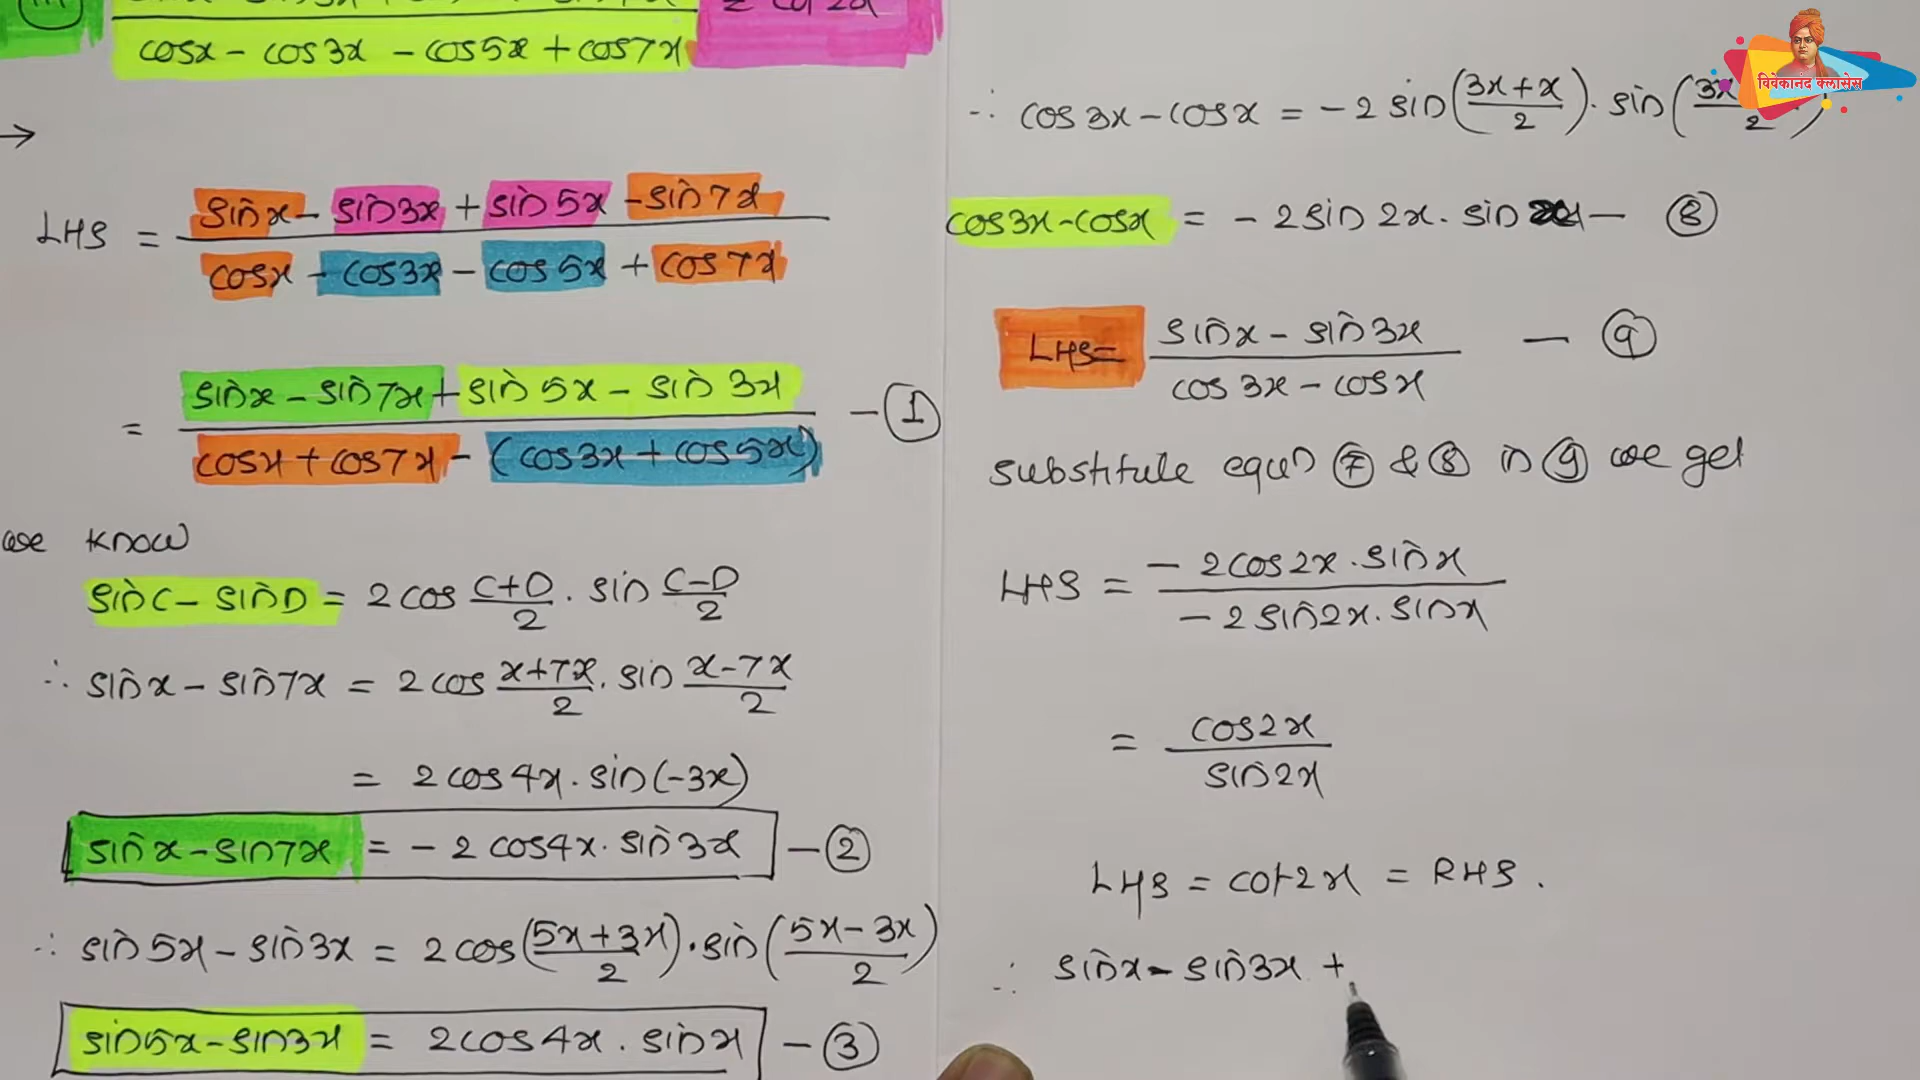 cosx - cos3x - cos5x + cos7x
LHS = sinx - sin3x + sin5x - sin7x / cosx - cos3x - cos5x + cos7x
= sinx - sin7x + sin5x - sin3x / cosx + cos7x - (cos3x + cos5x) - ①
we know
sinC - sinD = 2cos C+D/2 . sin C-D/2
∴ sinx - sin7x = 2cos x+7x/2 . sin x-7x/2
= 2cos4x . sin(-3x)
sinx - sin7x = - 2cos4x . sin3x - ②
∴ sin5x - sin3x = 2cos(5x+3x/2) . sin(5x-3x/2)
sin5x - sin3x = 2cos4x . sinx - ③
विवेकानंद क्लासेस
∴ cos3x - cosx = -2 sin(3x+x/2) . sin(3x /2)
cos3x - cosx = - 2sin2x . sin x - ⑧
LHS = sinx - sin3x / cos3x - cosx - ⑨
substitute equn ⑦ & ⑧ in ⑨ we get
LHS = - 2cos2x . sinx / - 2sin2x . sinx
= cos2x / sin2x
LHS = cot2x = RHS .
∴ sinx - sin3x +